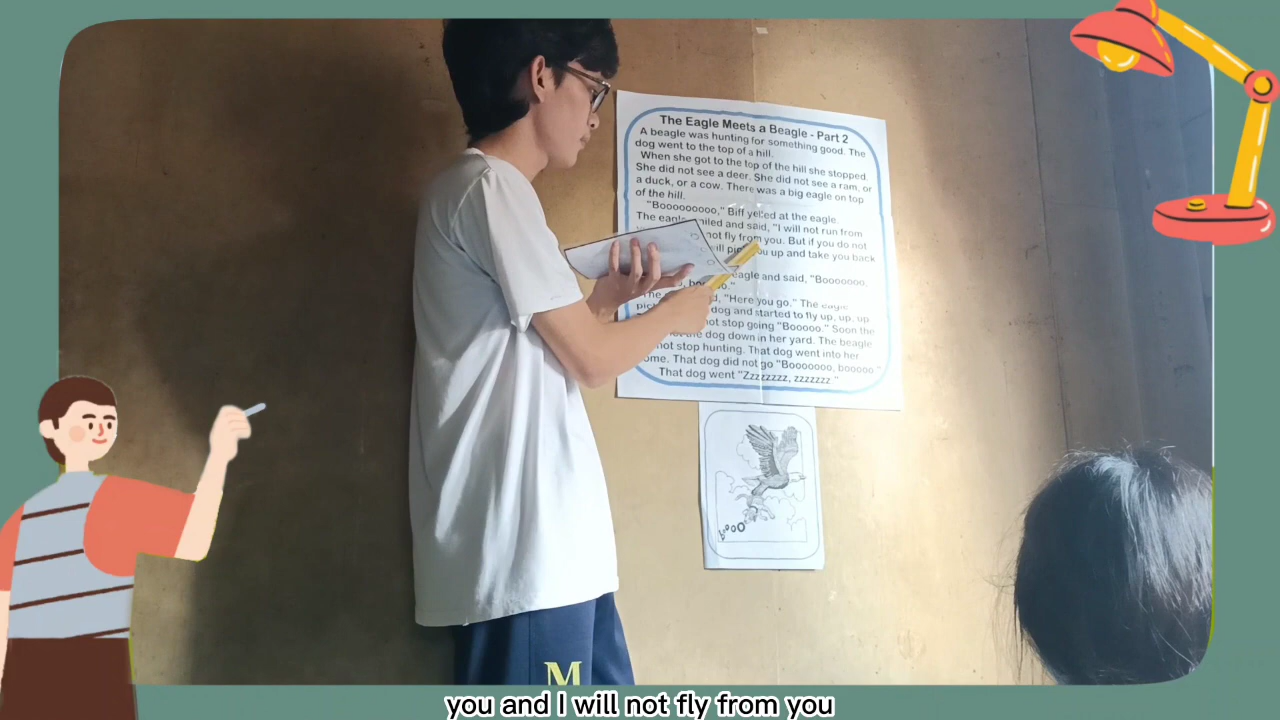 The Eagle Meets a Beagle - Part 2
A beagle was hunting for something good. The
dog went to the top of a hill.
When she got to the top of the hill she stopped.
She did not see a deer. She did not see a ram, or
a duck, or a cow. There was a big eagle on top
of the hill.
"Booooooooo," Biff yelled at the eagle.
The eagle smiled and said, "I will not run from
not fly from you. But if you do not
up and take you back
eagle and said, "Booooooo,
"Here you go." The eagle
dog and started to fly up, up, up.
not stop going "Booooo." Soon the
dog down in her yard. The beagle
not stop hunting. That dog went into her
home. That dog did not go "Booooooo, booooo."
That dog went "Zzzzzzzz, zzzzzzz."
boooo
M
you and I will not fly from you